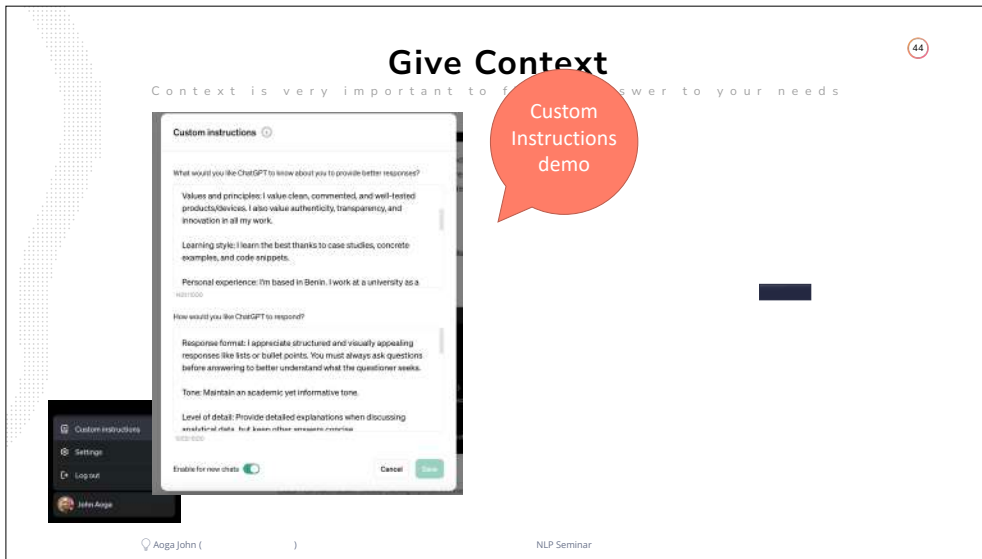 44
Give Context
Context is very important to f swer to your needs
Custom
Instructions
demo
Custom instructions
What would you like ChatGPT to know about you to provide better responses?
Values and principles: I value clean, commented, and well-tested
products/devices. I also value authenticity, transparency, and
innovation in all my work.
Learning style: I learn the best thanks to case studies, concrete
examples, and code snippets.
Personal experience: I'm based in Benin. I work at a university as a
How would you like ChatGPT to respond?
Response format: I appreciate structured and visually appealing
responses like lists or bullet points. You must always ask questions
before answering to better understand what the questioner seeks.
Tone: Maintain an academic yet informative tone.
Level of detail: Provide detailed explanations when discussing
analytical data, but keep other answers concise.
Enable for new chats
Cancel
Save
Custom instructions
Settings
Log out
John Aoga
Aoga John ( )
NLP Seminar